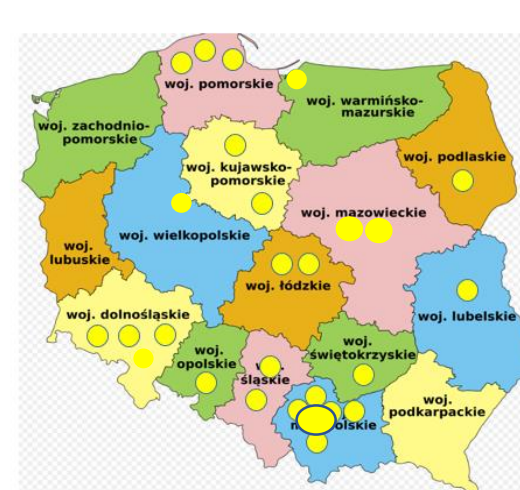 woj. pomorskie
woj. warmińsko-
mazurskie
woj. zachodnio-
pomorskie
woj. podlaskie
woj. kujawsko-
pomorskie
woj. mazowieckie
woj. wielkopolskie
woj.
lubuskie
woj. łódzkie
woj. dolnośląskie
woj. lubelskie
woj.
opolskie
woj.
świętokrzyskie
śląskie
woj.
podkarpackie